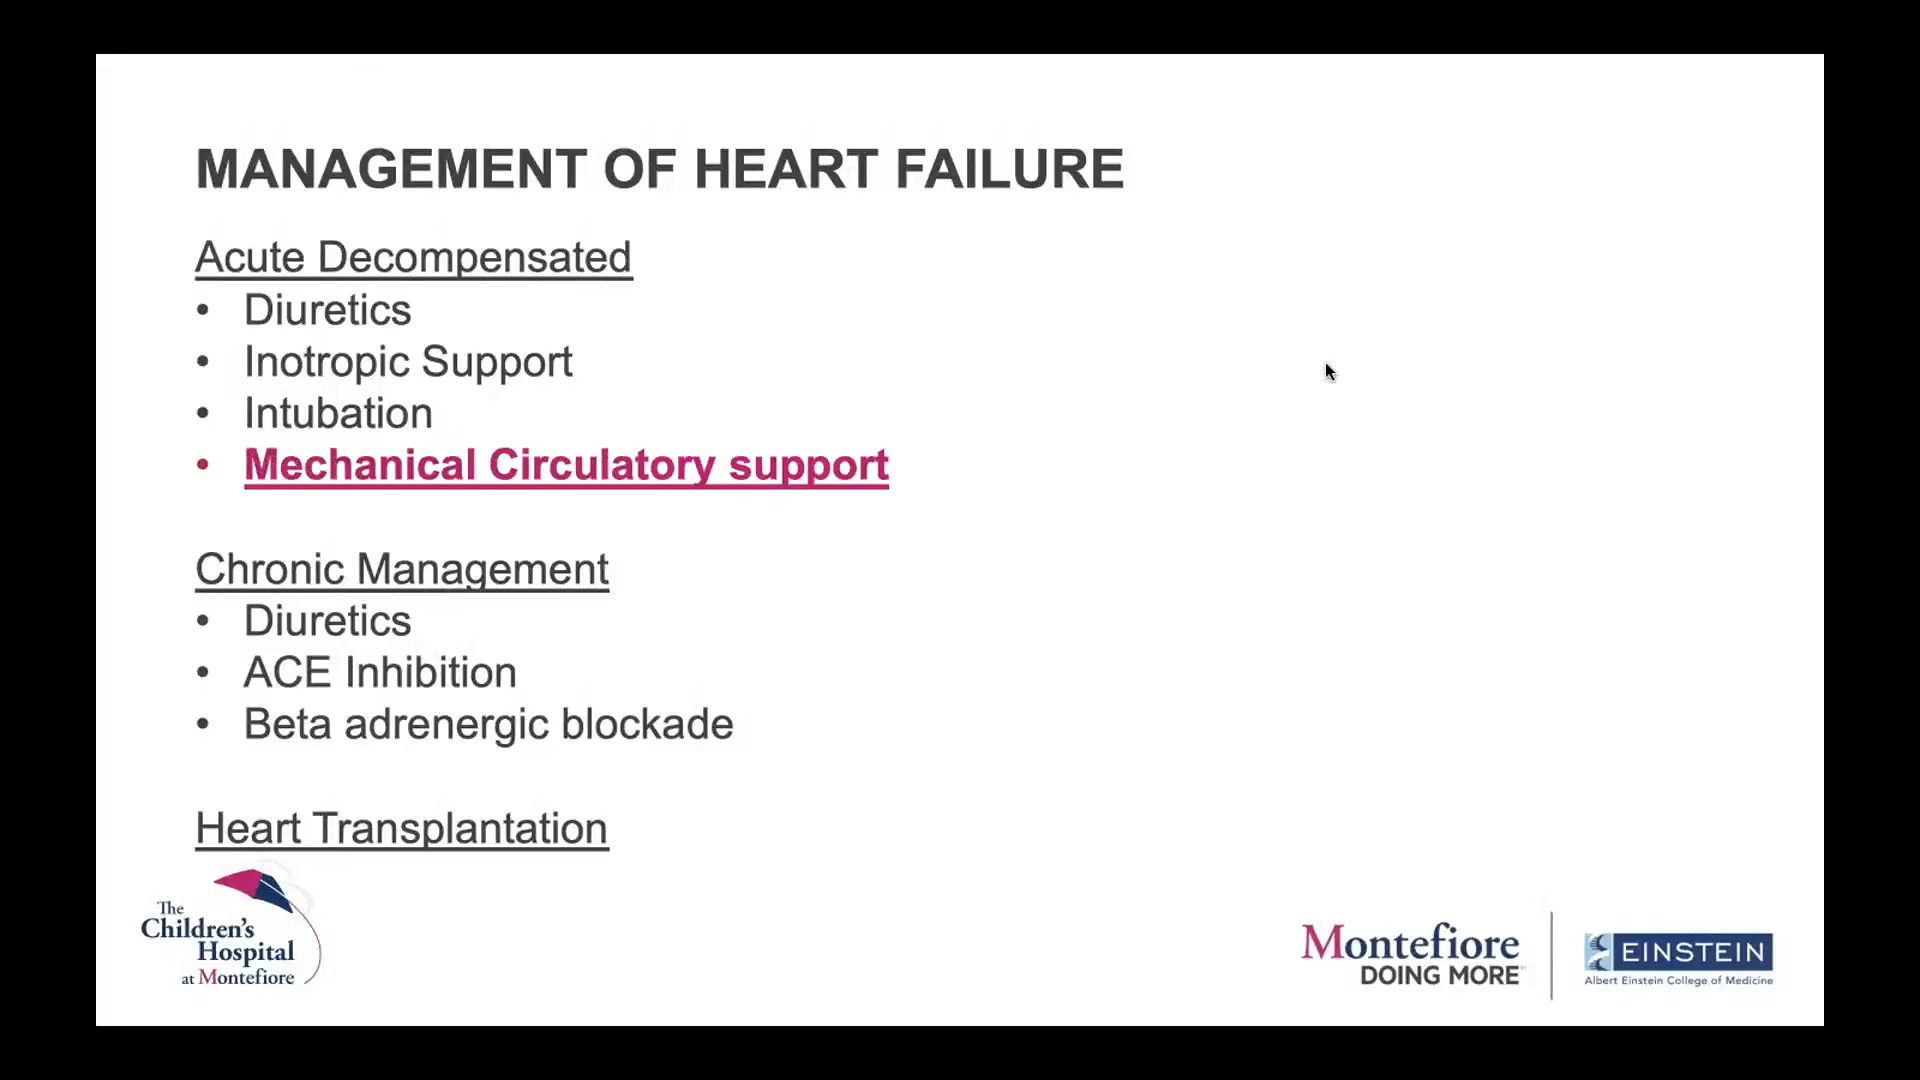 MANAGEMENT OF HEART FAILURE
Acute Decompensated
• Diuretics
• Inotropic Support
• Intubation
• Mechanical Circulatory support
Chronic Management
• Diuretics
• ACE Inhibition
• Beta adrenergic blockade
Heart Transplantation
The
Children's
Hospital
at Montefiore
Montefiore
DOING MORE
EINSTEIN
Albert Einstein College of Medicine